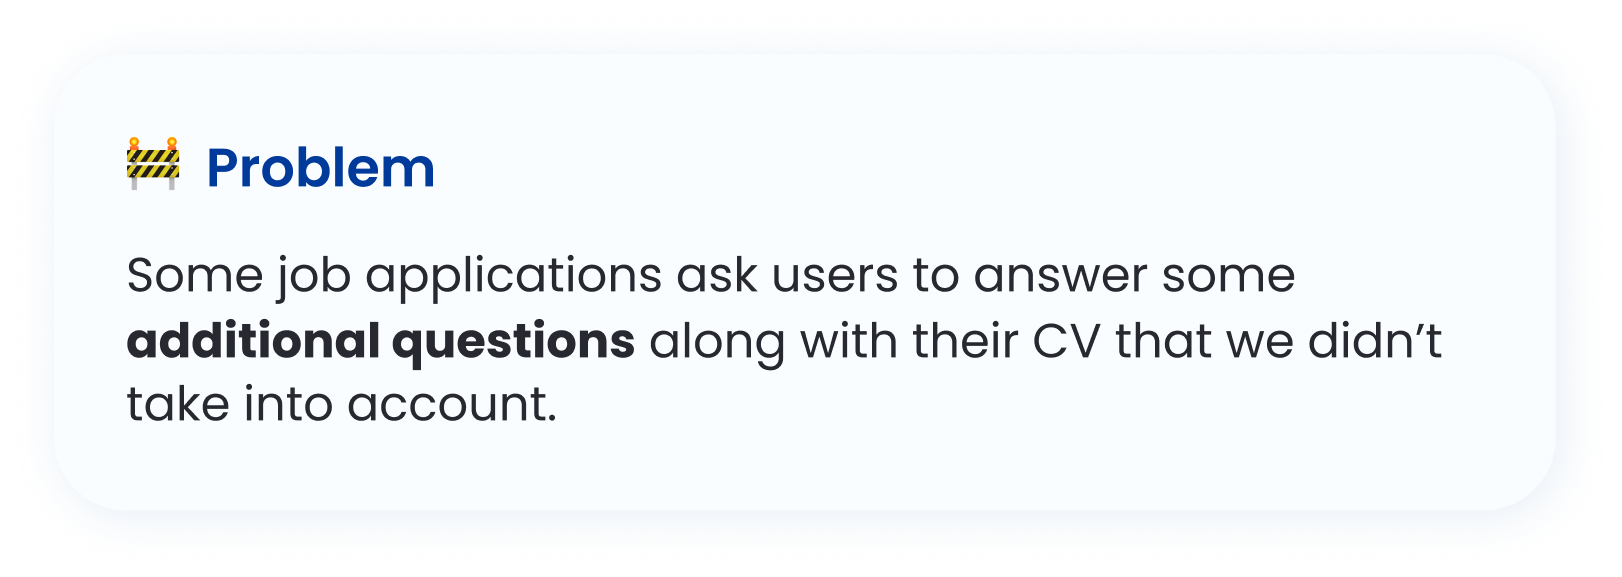 🚧 Problem
Some job applications ask users to answer some
additional questions along with their CV that we didn’t
take into account.